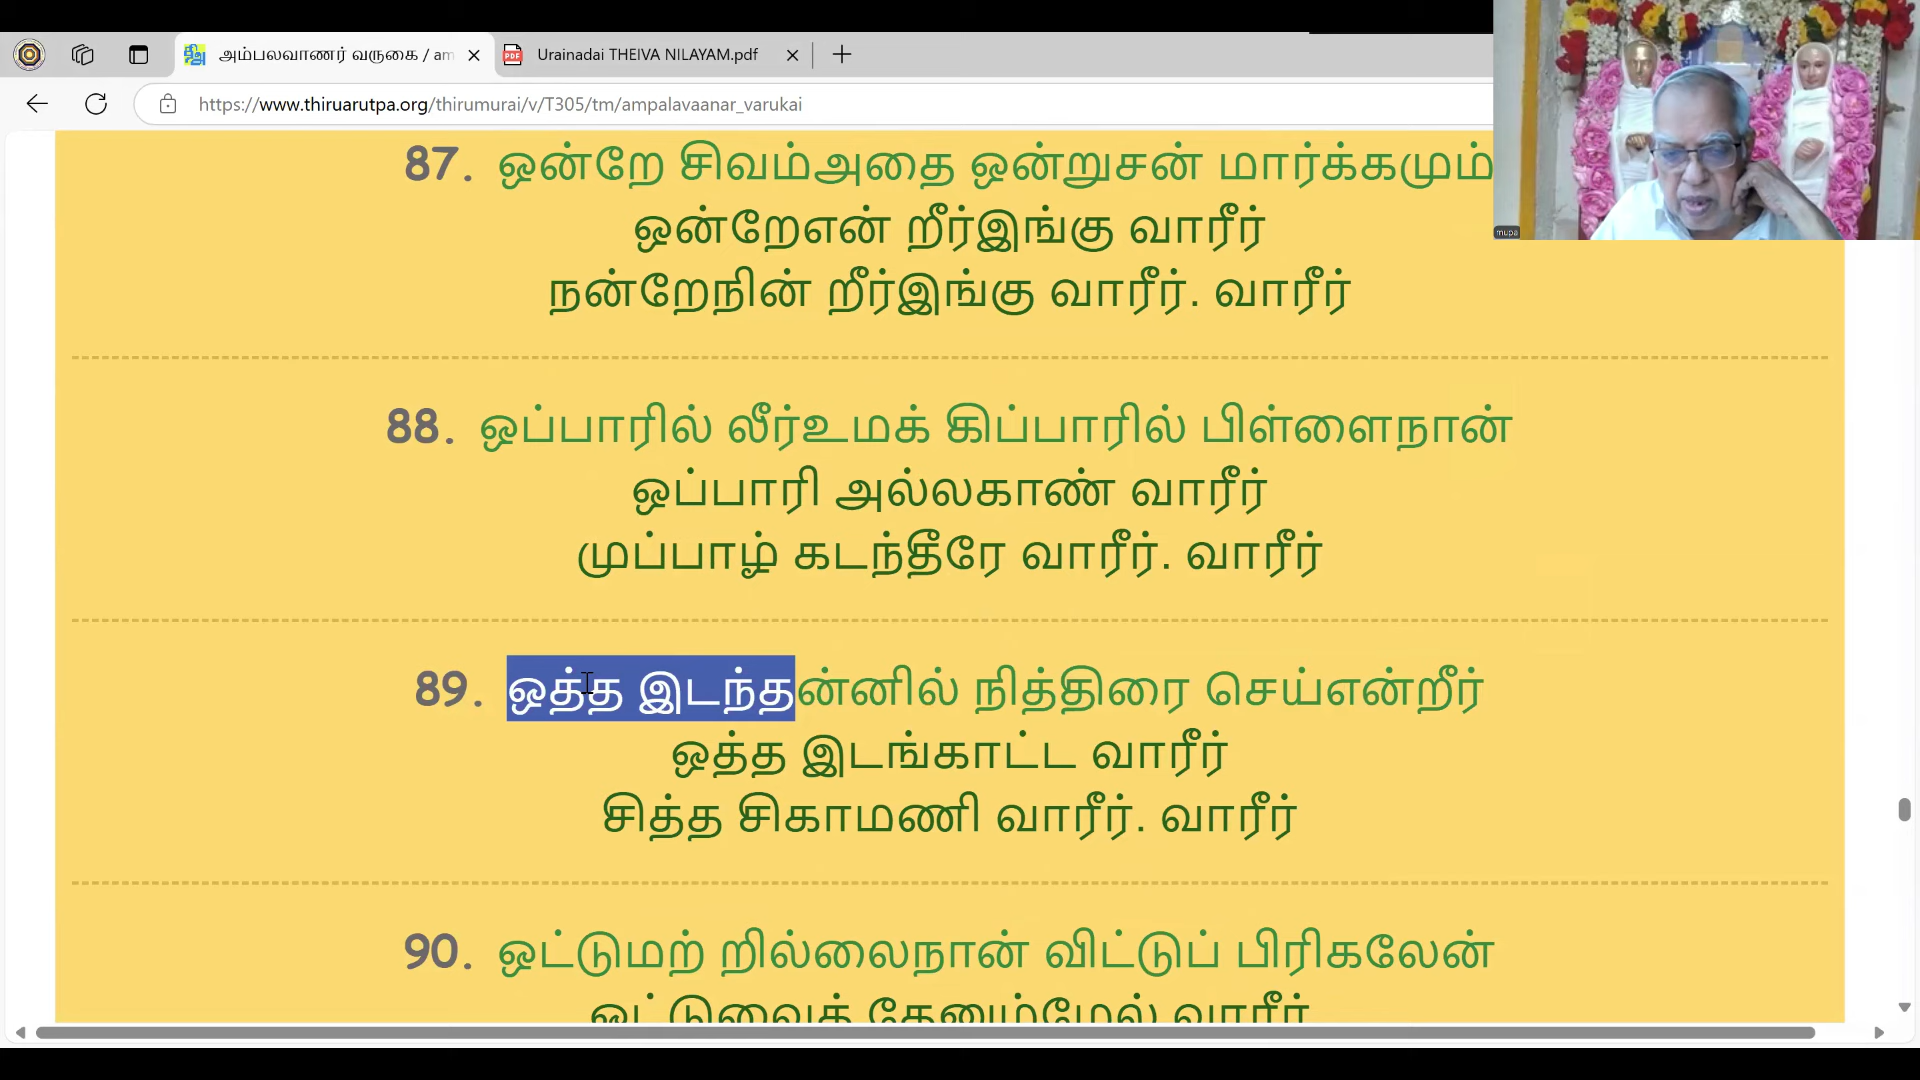 அம்பலவாணர் வருகை / am
Urainadai THEIVA NILAYAM.pdf
https://www.thiruarutpa.org/thirumurai/v/T305/tm/ampalavaanar_varukai
mupa
87. ஒன்றே சிவம்அதை ஒன்றுசன் மார்க்கமும்
ஒன்றேஎன் றீர்இங்கு வாரீர்
நன்றேநின் றீர்இங்கு வாரீர். வாரீர்
88. ஒப்பாரில் லீர்உமக் கிப்பாரில் பிள்ளைநான்
ஒப்பாரி அல்லகாண் வாரீர்
முப்பாழ் கடந்தீரே வாரீர். வாரீர்
89. ஒத்த இடந்தன்னில் நித்திரை செய்என்றீர்
ஒத்த இடங்காட்ட வாரீர்
சித்த சிகாமணி வாரீர். வாரீர்
90. ஒட்டுமற் றில்லைநான் விட்டுப் பிரிகலேன்
ஒட்டுவைக் கேனும்மேல் வாரீர்